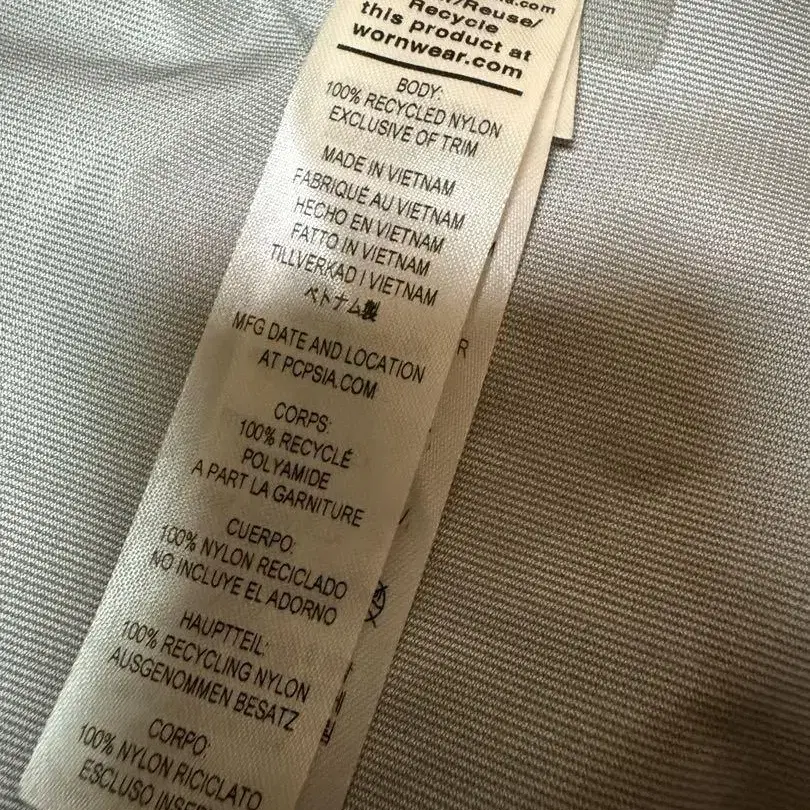 /Reuse/
Recycle
this product at
wornwear.com
BODY:
100% RECYCLED NYLON
EXCLUSIVE OF TRIM
MADE IN VIETNAM
FABRIQUÉ AU VIETNAM
HECHO EN VIETNAM
FATTO IN VIETNAM
TILLVERKAD I VIETNAM
ベトナム製
MFG DATE AND LOCATION
AT PCPSIA.COM
CORPS:
100% RECYCLÉ
POLYAMIDE
A PART LA GARNITURE
CUERPO:
100% NYLON RECICLADO
NO INCLUYE EL ADORNO
HAUPTTEIL:
100% RECYCLING NYLON
AUSGENOMMEN BESATZ
CORPO:
100% NYLON RICICLATO
ESCLUSO